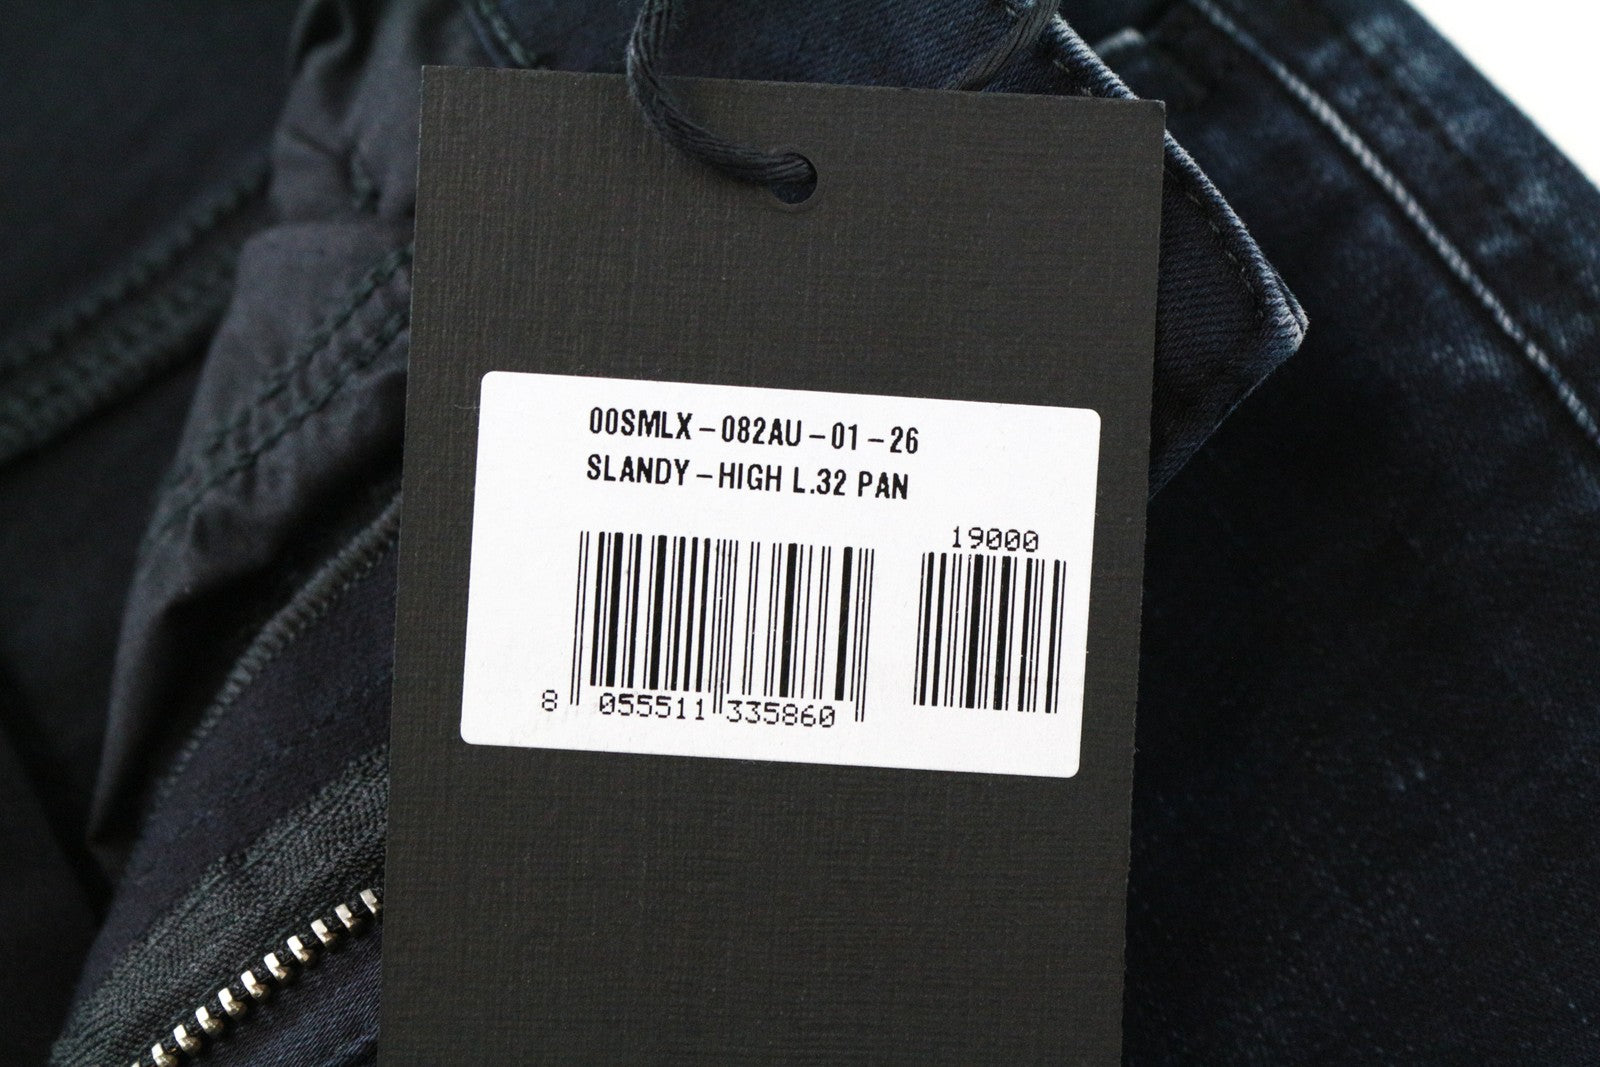 00SMLX-082AU-01-26
SLANDY-HIGH L.32 PAN
19000
8 055511 335860